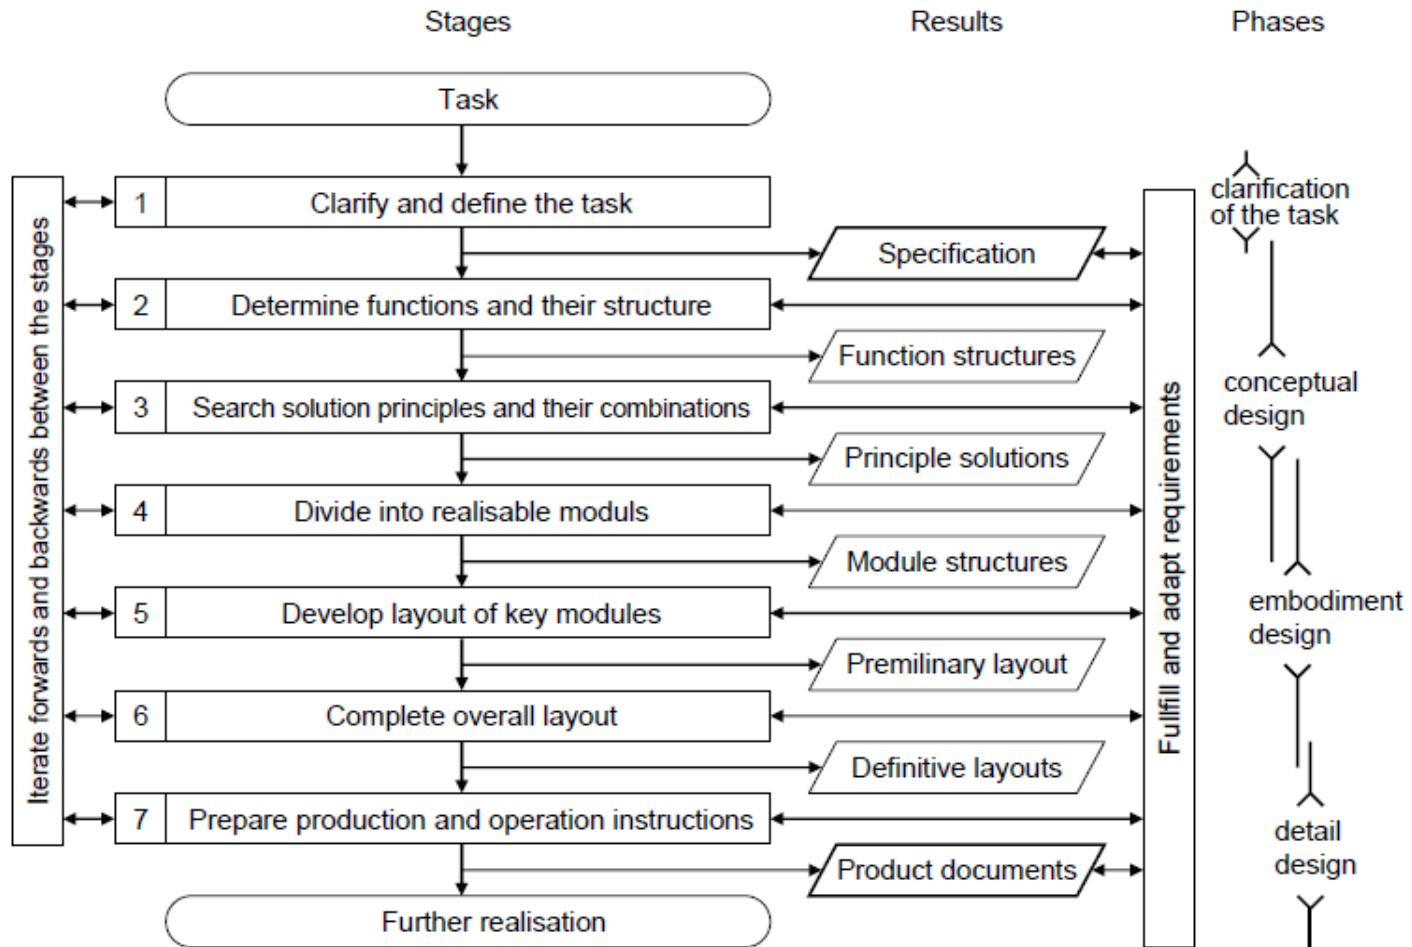 Stages Results Phases
Task
1 Clarify and define the task
clarification
of the task
Specification
2 Determine functions and their structure
Function structures
3 Search solution principles and their combinations
conceptual
design
Principle solutions
4 Divide into realisable moduls
Module structures
5 Develop layout of key modules
embodiment
design
Premilinary layout
6 Complete overall layout
Definitive layouts
7 Prepare production and operation instructions
detail
design
Product documents
Further realisation
Iterate forwards and backwards between the stages
Fullfill and adapt requirements